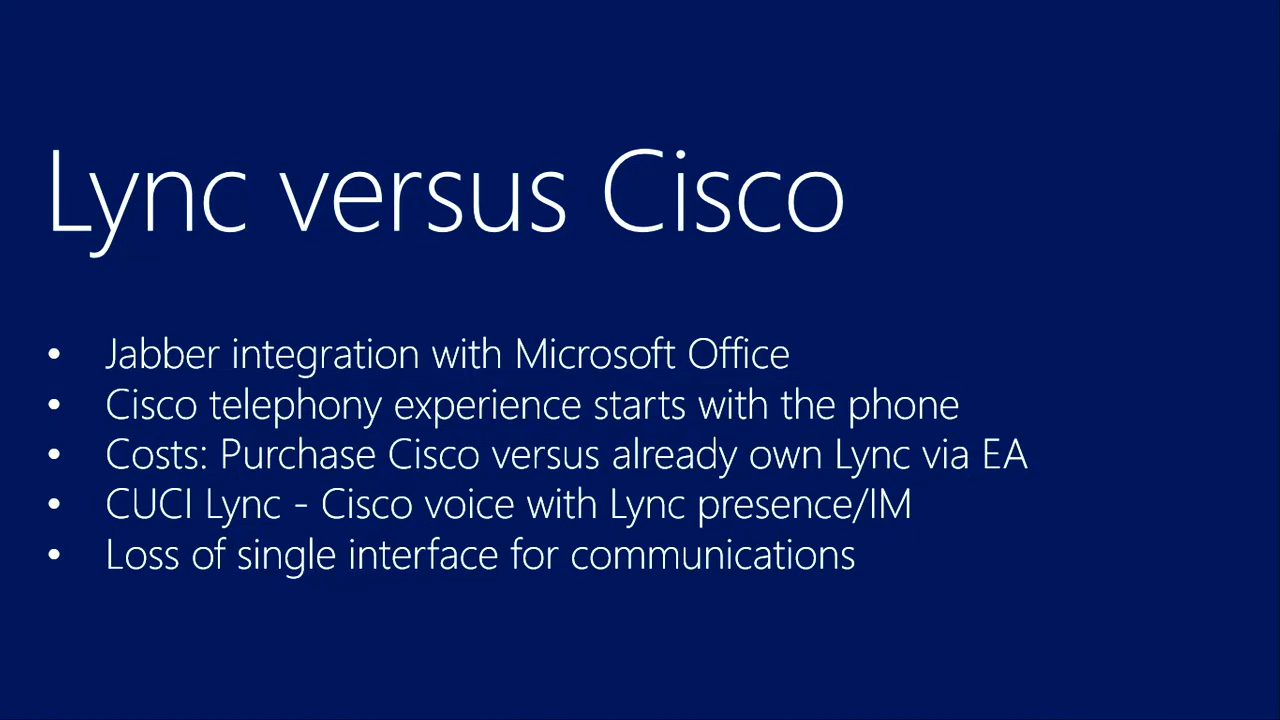 Lync versus Cisco
• Jabber integration with Microsoft Office
• Cisco telephony experience starts with the phone
• Costs: Purchase Cisco versus already own Lync via EA
• CUCI Lync - Cisco voice with Lync presence/IM
• Loss of single interface for communications